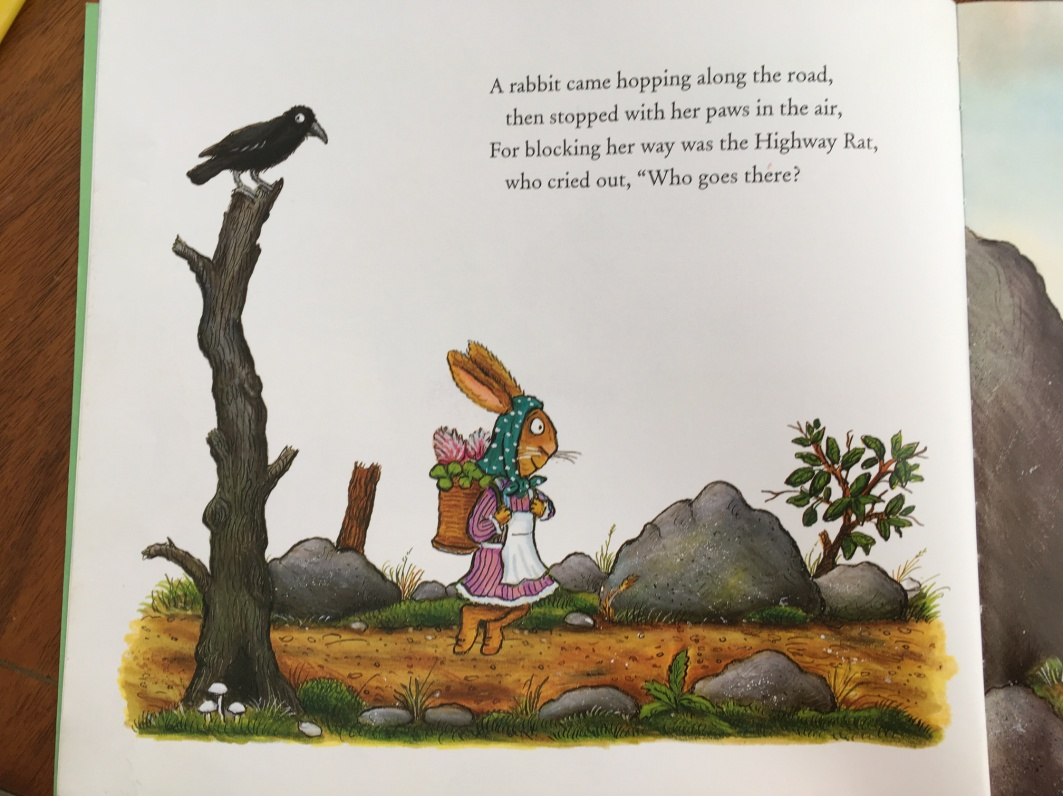 A rabbit came hopping along the road,
then stopped with her paws in the air,
For blocking her way was the Highway Rat,
who cried out, “Who goes there?